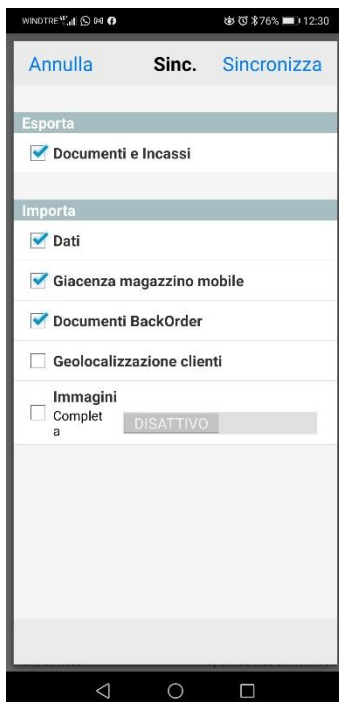 WINDTRE 76% 12:30
Annulla Sinc. Sincronizza
Esporta
Documenti e Incassi
Importa
Dati
Giacenza magazzino mobile
Documenti BackOrder
Geolocalizzazione clienti
Immagini
Complet
a
DISATTIVO